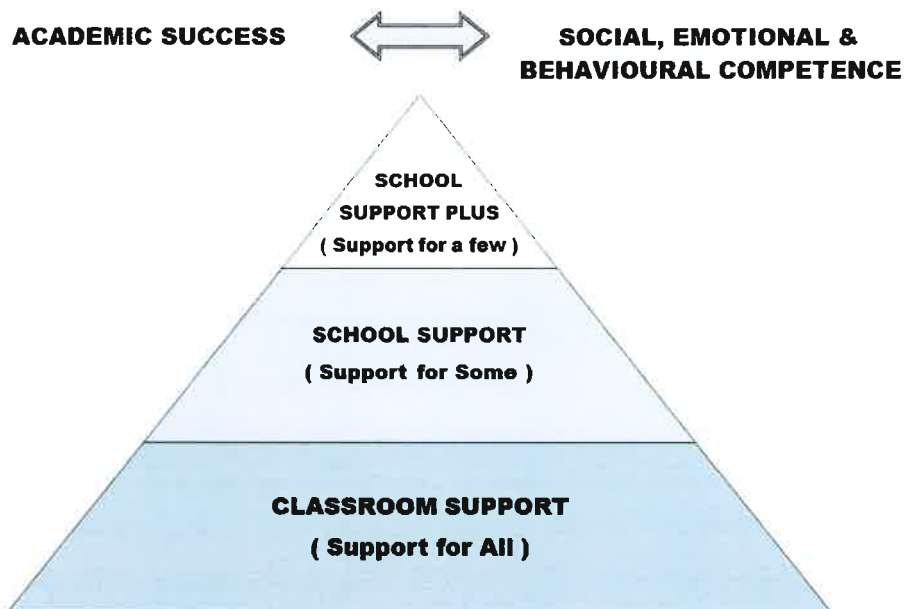 ACADEMIC SUCCESS
SOCIAL, EMOTIONAL &
BEHAVIOURAL COMPETENCE
SCHOOL
SUPPORT PLUS
( Support for a few )
SCHOOL SUPPORT
( Support for Some )
CLASSROOM SUPPORT
( Support for All )